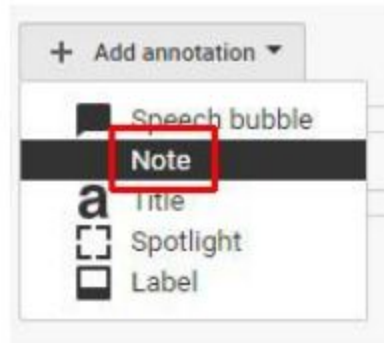 + Add annotation
Speech bubble
Note
a Title
Spotlight
Label